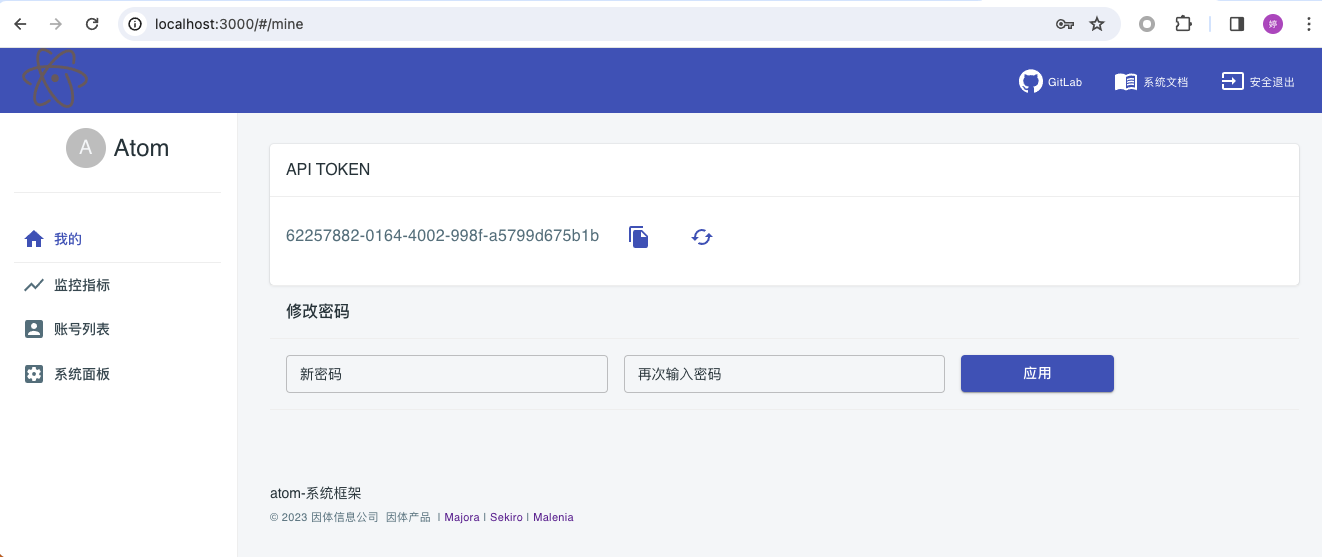 localhost:3000/#/mine
婷
GitLab
系统文档
安全退出
A
Atom
我的
监控指标
账号列表
系统面板
API TOKEN
62257882-0164-4002-998f-a5799d675b1b
修改密码
新密码
再次输入密码
应用
atom-系统框架
© 2023 因体信息公司 因体产品 | Majora | Sekiro | Malenia